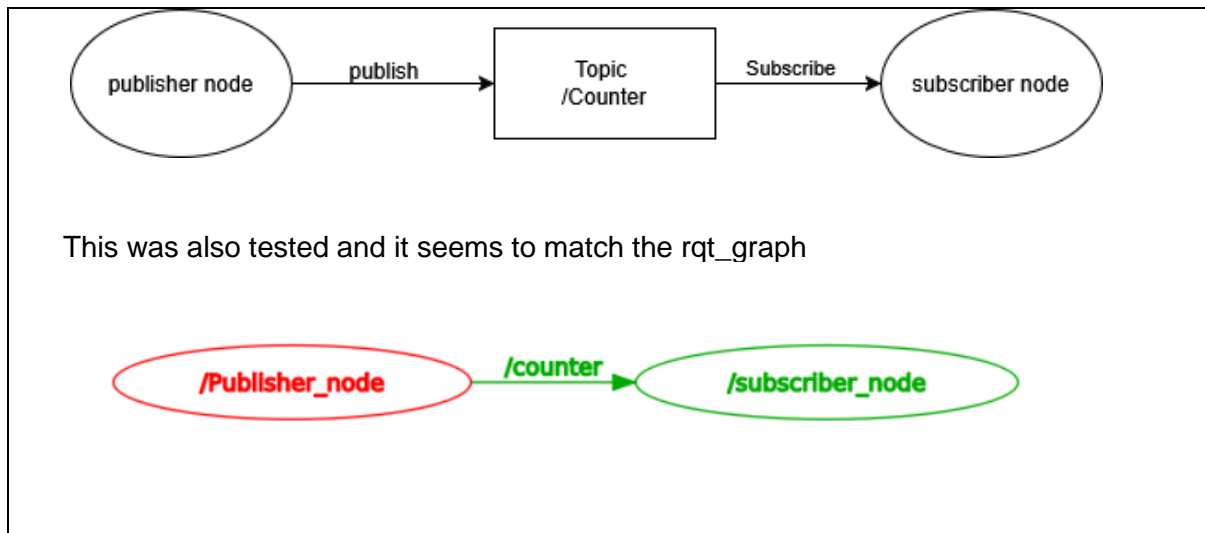 publisher node
publish
Topic
/Counter
Subscribe
subscriber node
This was also tested and it seems to match the rqt_graph
/Publisher_node
/counter
/subscriber_node